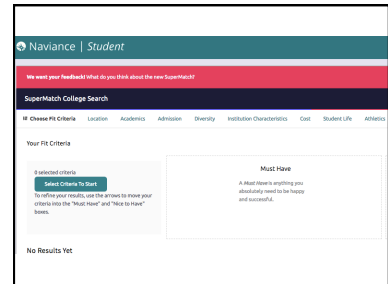 Naviance | Student
We want your feedback! What do you think about the new SuperMatch?
SuperMatch College Search
Choose Fit Criteria Location Academics Admission Diversity Institution Characteristics Cost Student Life Athletics
Your Fit Criteria
0 selected criteria
Select Criteria To Start
To refine your results, use the arrows to move your
criteria into the "Must Have" and "Nice to Have"
boxes.
Must Have
A Must Have is anything you
absolutely need to be happy
and successful.
No Results Yet